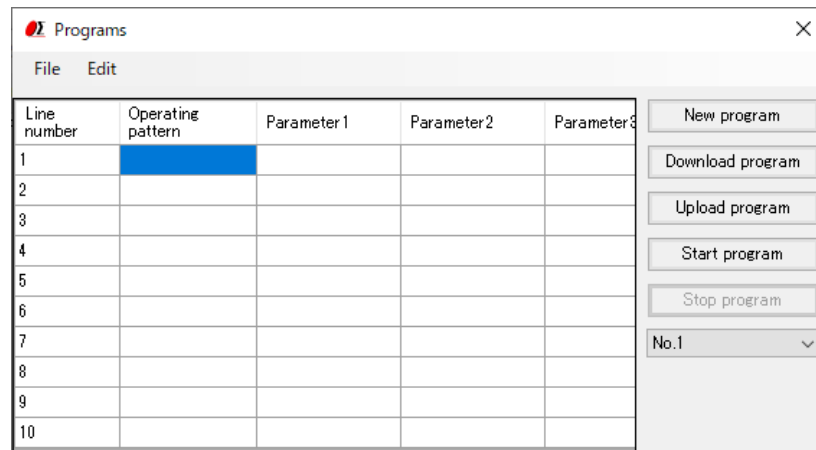 Programs
File Edit
Line number Operating pattern Parameter1 Parameter2 Parameter3
1
2
3
4
5
6
7
8
9
10
New program
Download program
Upload program
Start program
Stop program
No.1